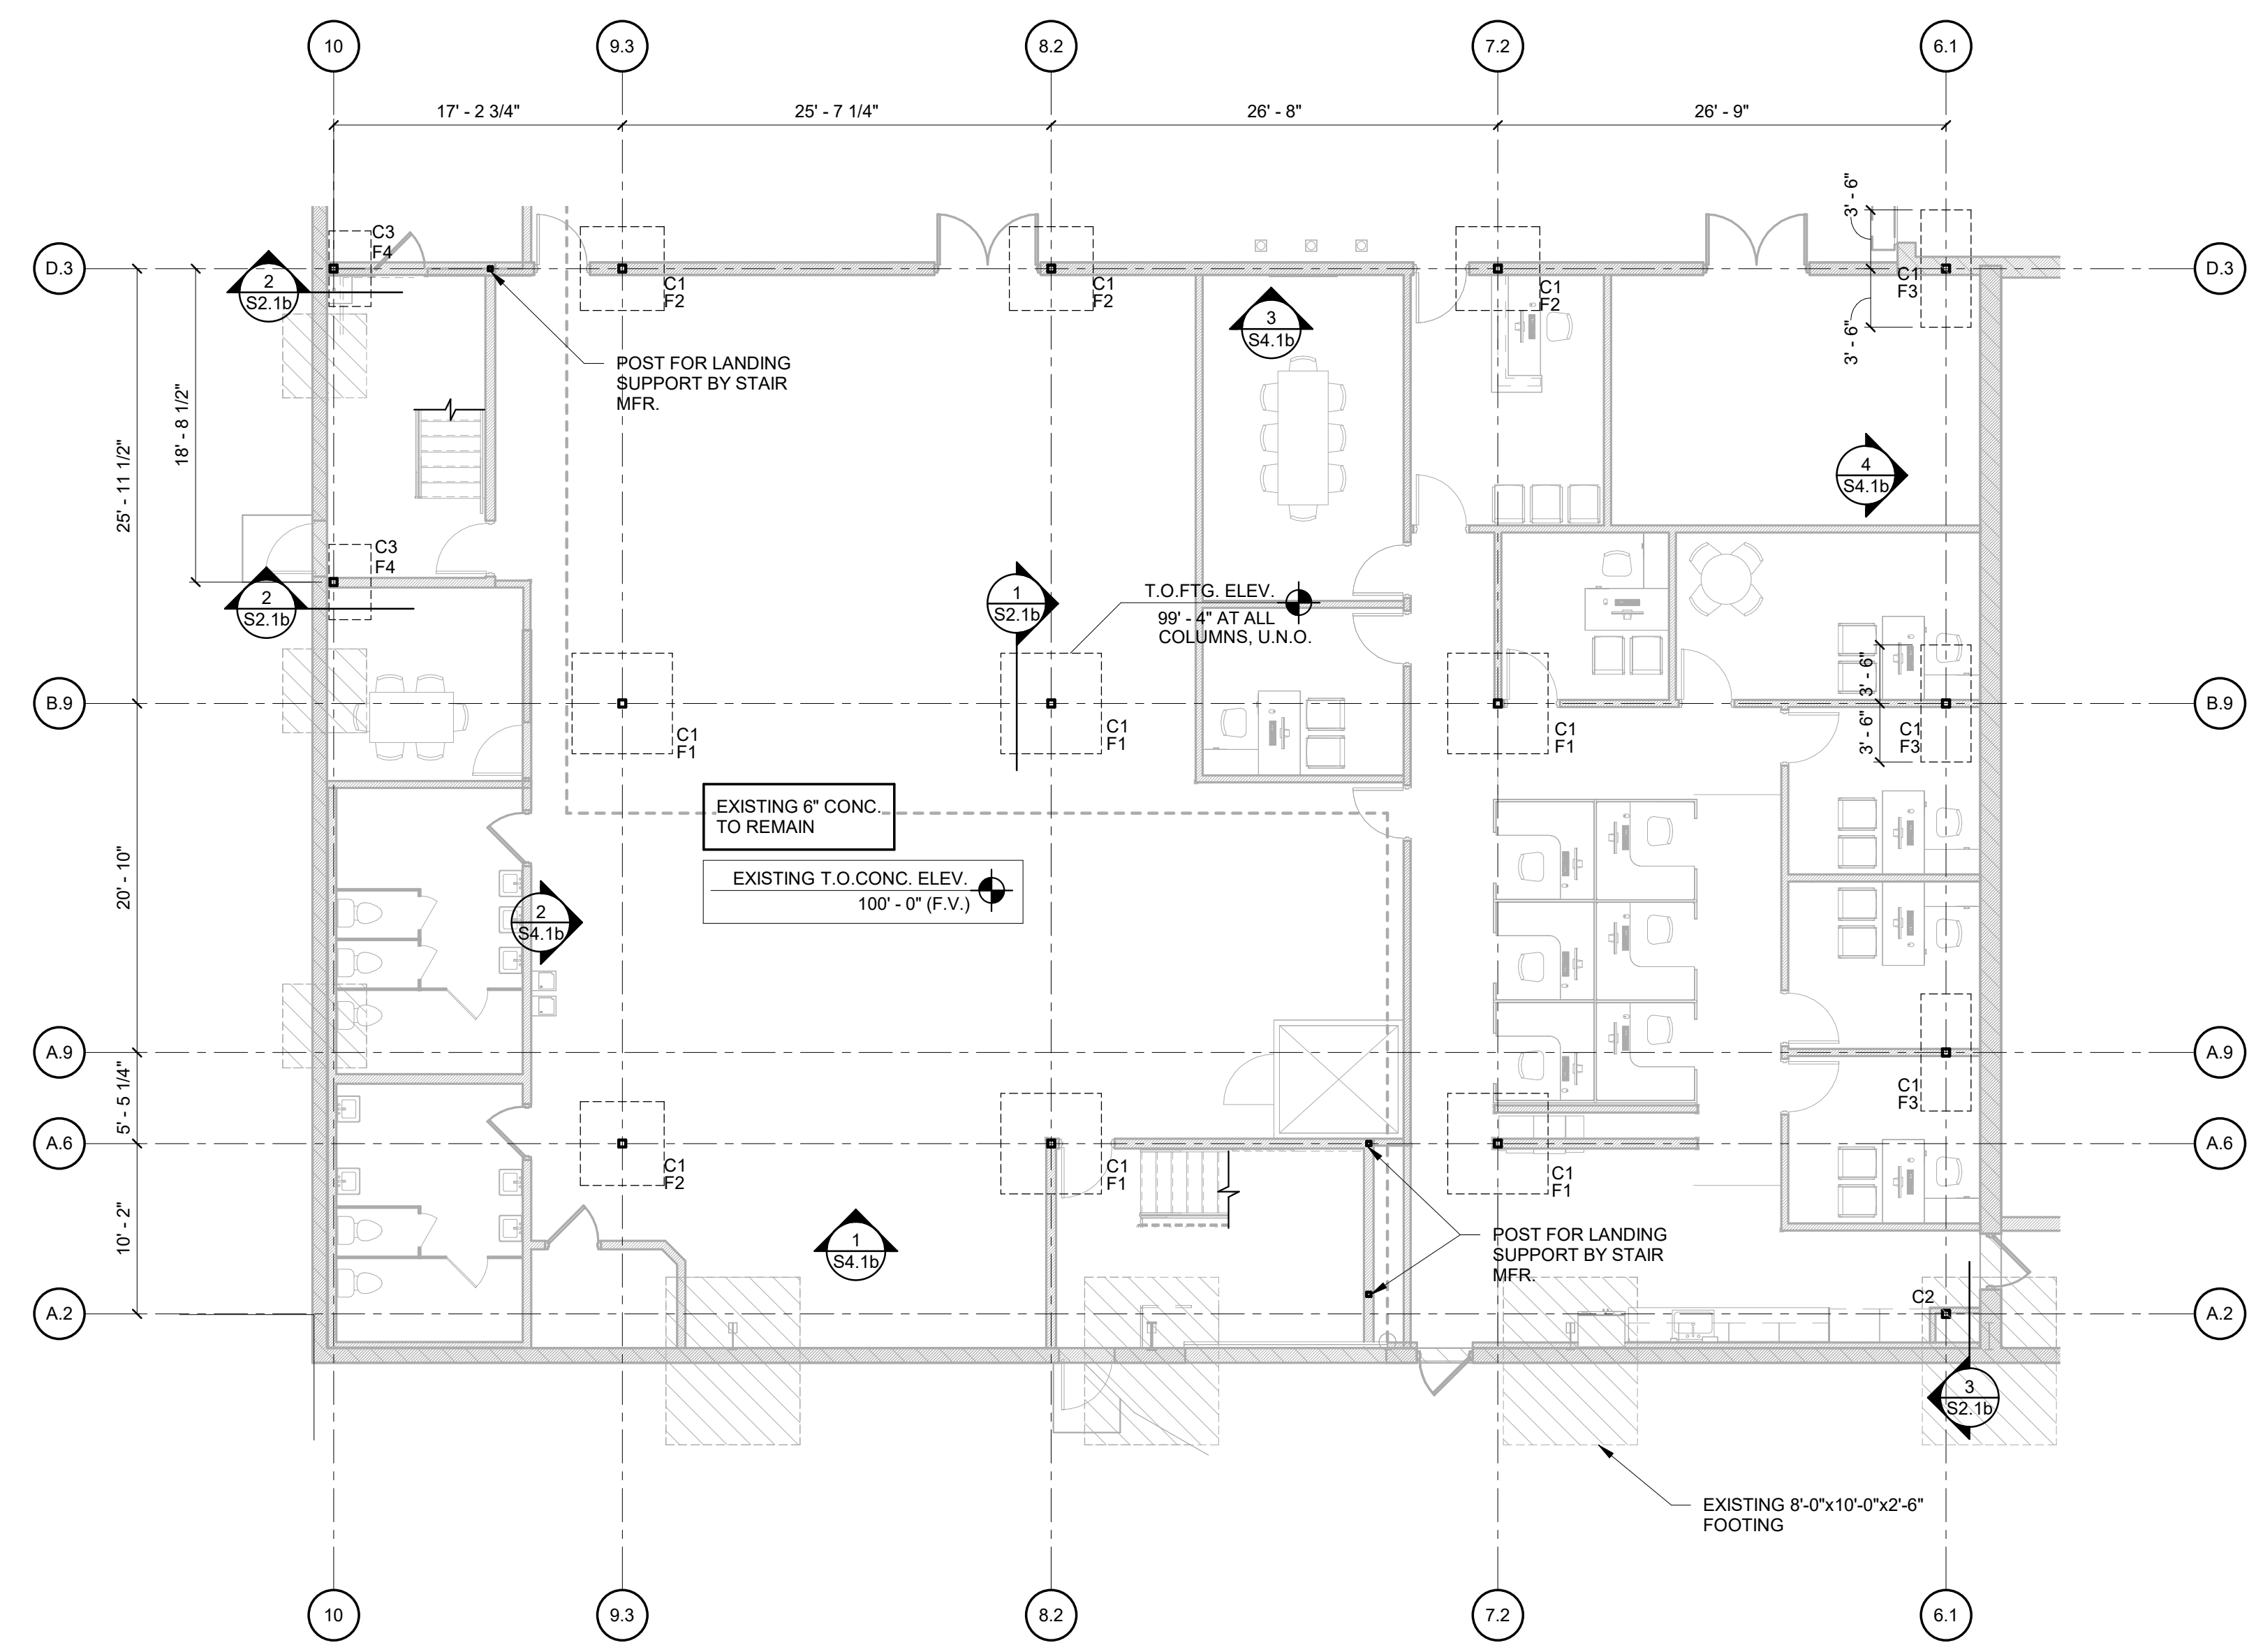 10
9.3
8.2
7.2
6.1
17' - 2 3/4"
25' - 7 1/4"
26' - 8"
26' - 9"
3' - 6"
3' - 6"
D.3
D.3
C3
F4
2
S2.1b
C1
F2
C1
F2
C1
F2
C1
F3
3
S4.1b
POST FOR LANDING
SUPPORT BY STAIR
MFR.
18' - 8 1/2"
25' - 11 1/2"
4
S4.1b
C3
F4
2
S2.1b
1
S2.1b
T.O.FTG. ELEV.
99' - 4" AT ALL
COLUMNS, U.N.O.
3' - 6"
3' - 6"
B.9
B.9
C1
F1
C1
F1
C1
F1
C1
F3
EXISTING 6" CONC.
TO REMAIN
EXISTING T.O.CONC. ELEV.
100' - 0" (F.V.)
20' - 10"
2
S4.1b
A.9
A.9
5' - 5 1/4"
C1
F3
A.6
A.6
C1
F2
C1
F1
C1
F1
10' - 2"
1
S4.1b
POST FOR LANDING
SUPPORT BY STAIR
MFR.
C2
A.2
A.2
3
S2.1b
EXISTING 8'-0"x10'-0"x2'-6"
FOOTING
10
9.3
8.2
7.2
6.1